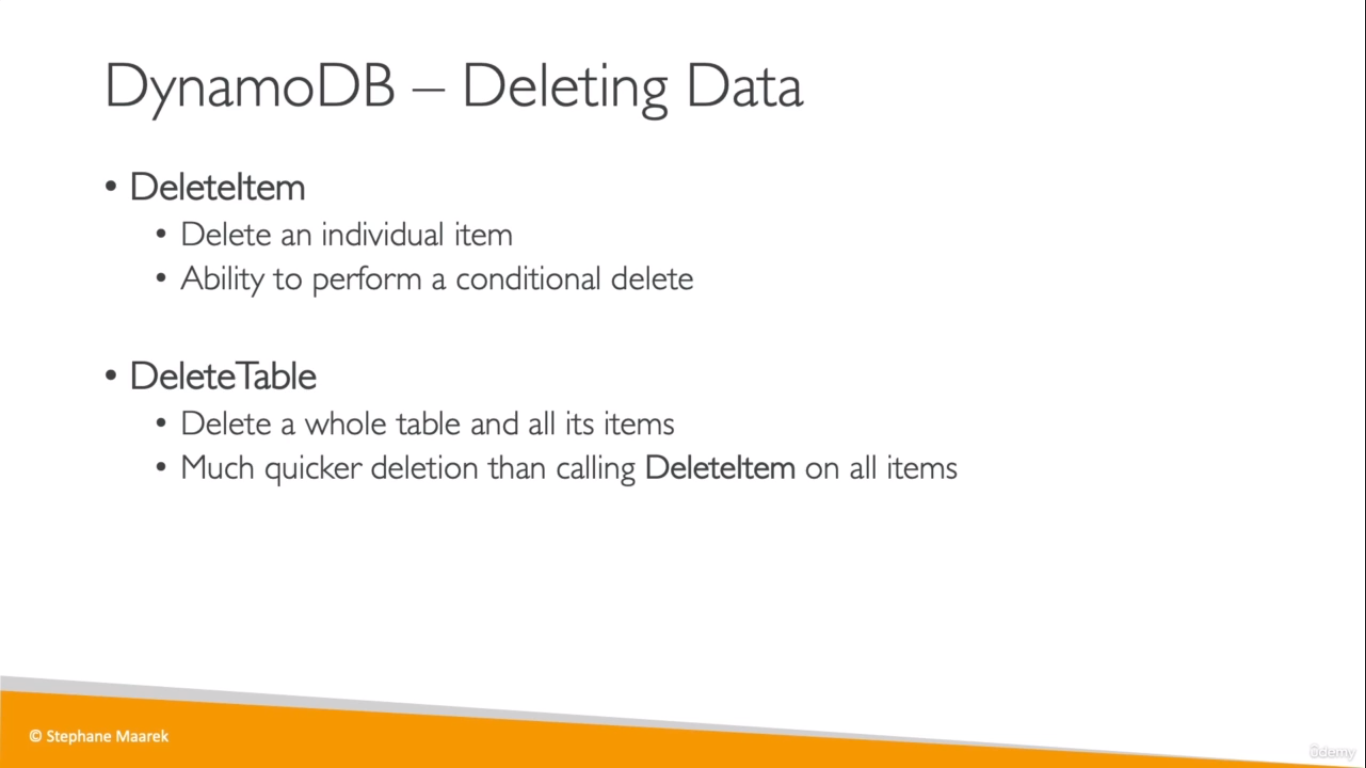 DynamoDB – Deleting Data
• DeleteItem
• Delete an individual item
• Ability to perform a conditional delete
• DeleteTable
• Delete a whole table and all its items
• Much quicker deletion than calling DeleteItem on all items
© Stephane Maarek
ûdemy